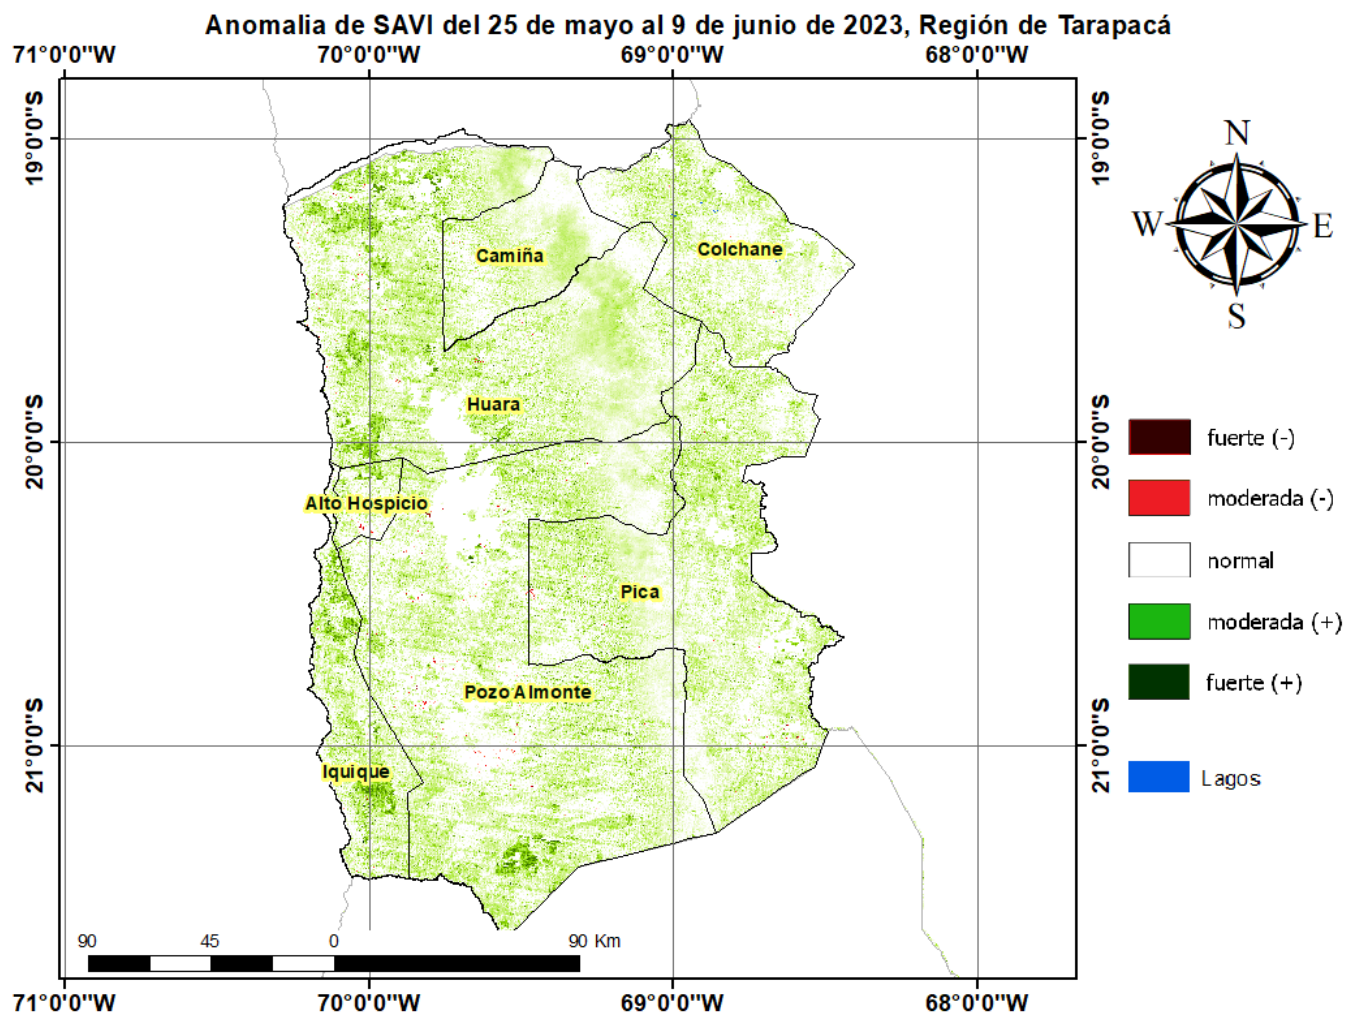 Anomalia de SAVI del 25 de mayo al 9 de junio de 2023, Región de Tarapacá
71°0'0"W 70°0'0"W 69°0'0"W 68°0'0"W
19°0'0"S
19°0'0"S
N
W E
S
Camiña
Colchane
Huara
20°0'0"S
20°0'0"S
fuerte (-)
moderada (-)
Alto Hospicio
normal
Pica
moderada (+)
Pozo Almonte
fuerte (+)
21°0'0"S
21°0'0"S
Iquique
Lagos
90 45 0 90 Km
71°0'0"W 70°0'0"W 69°0'0"W 68°0'0"W